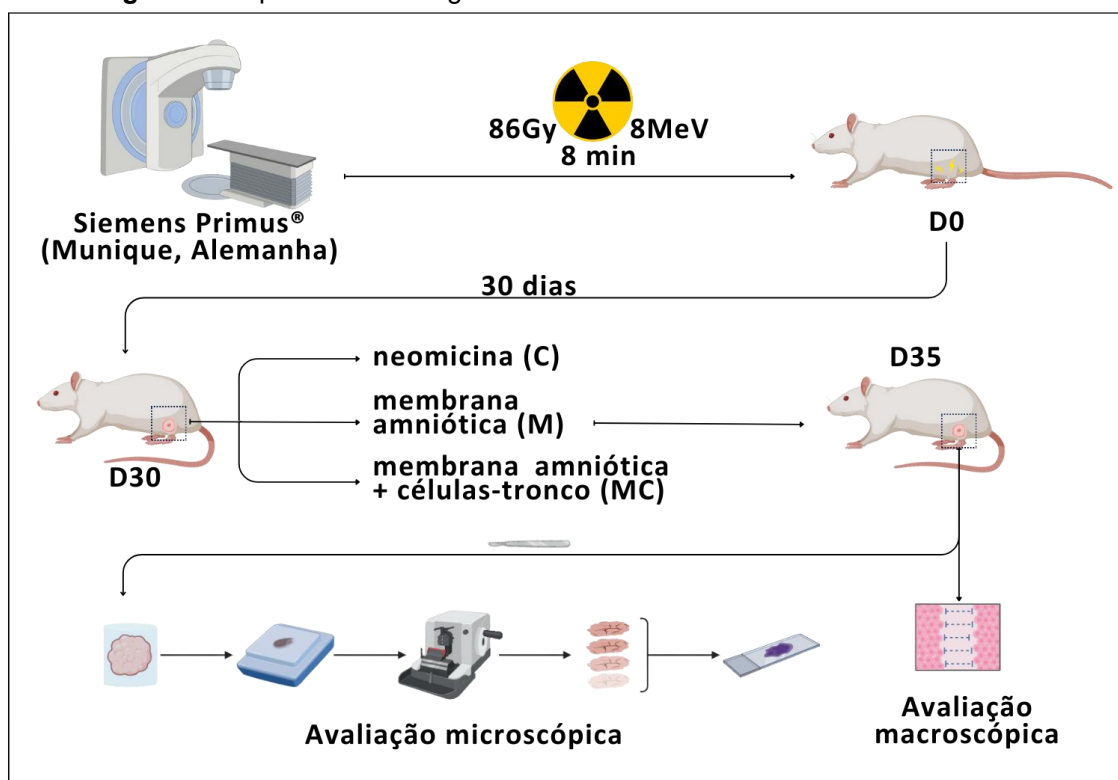 86Gy 8MeV
8 min
Siemens Primus®
(Munique, Alemanha)
D0
30 dias
neomicina (C)
membrana
amniótica (M)
membrana amniótica
+ células-tronco (MC)
D30
D35
Avaliação microscópica
Avaliação
macroscópica